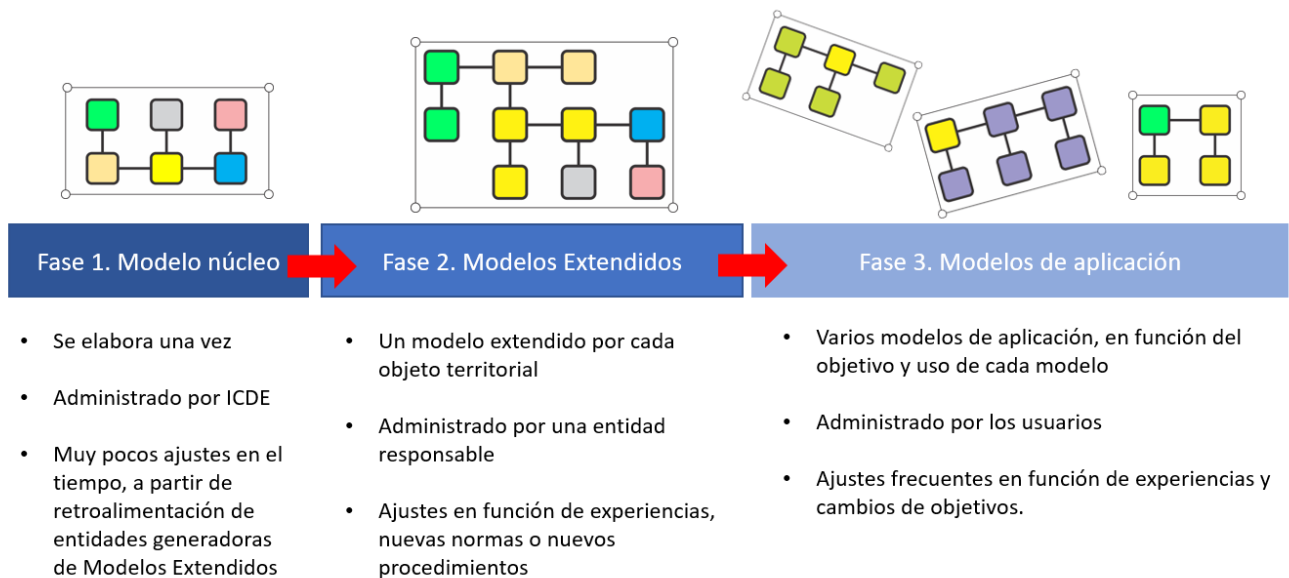 Fase 1. Modelo núcleo
Fase 2. Modelos Extendidos
Fase 3. Modelos de aplicación
• Se elabora una vez
• Administrado por ICDE
• Muy pocos ajustes en el
tiempo, a partir de
retroalimentación de
entidades generadoras
de Modelos Extendidos
• Un modelo extendido por cada
objeto territorial
• Administrado por una entidad
responsable
• Ajustes en función de experiencias,
nuevas normas o nuevos
procedimientos
• Varios modelos de aplicación, en función del
objetivo y uso de cada modelo
• Administrado por los usuarios
• Ajustes frecuentes en función de experiencias y
cambios de objetivos.